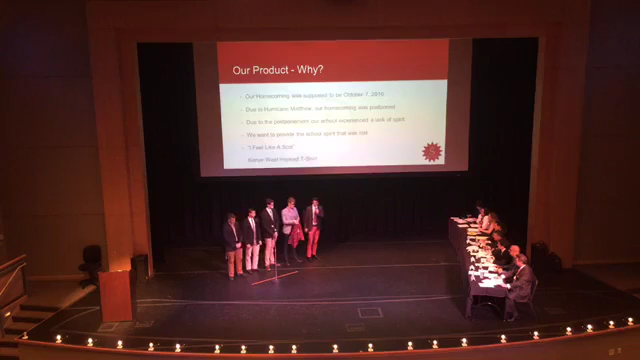 Our Product - Why?
- Our Homecoming was supposed to be October 7, 2016
- Due to Hurricane Matthew, our homecoming was postponed
- Due to the postponement our school experienced a lack of spirit
- We want to provide the school spirit that was lost
- "I Feel Like A Scot"
- Kanye West Inspired T-Shirt